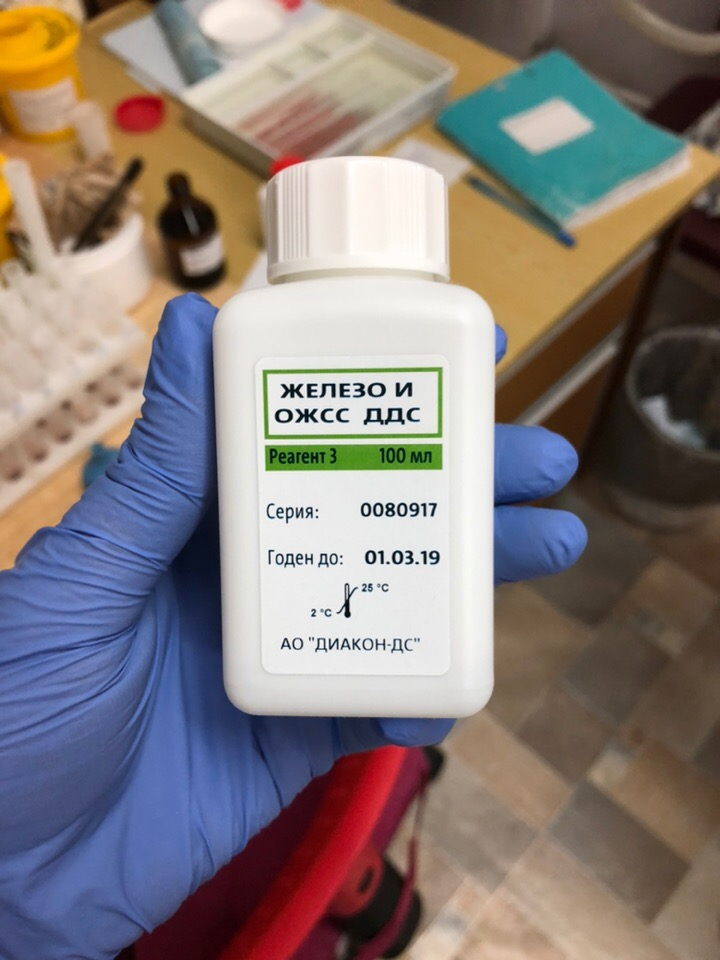 ЖЕЛЕЗО И
ОЖСС ДДС
Реагент 3 100 мл
Серия: 0080917
Годен до: 01.03.19
25 °C
2 °C
АО "ДИАКОН-ДС"